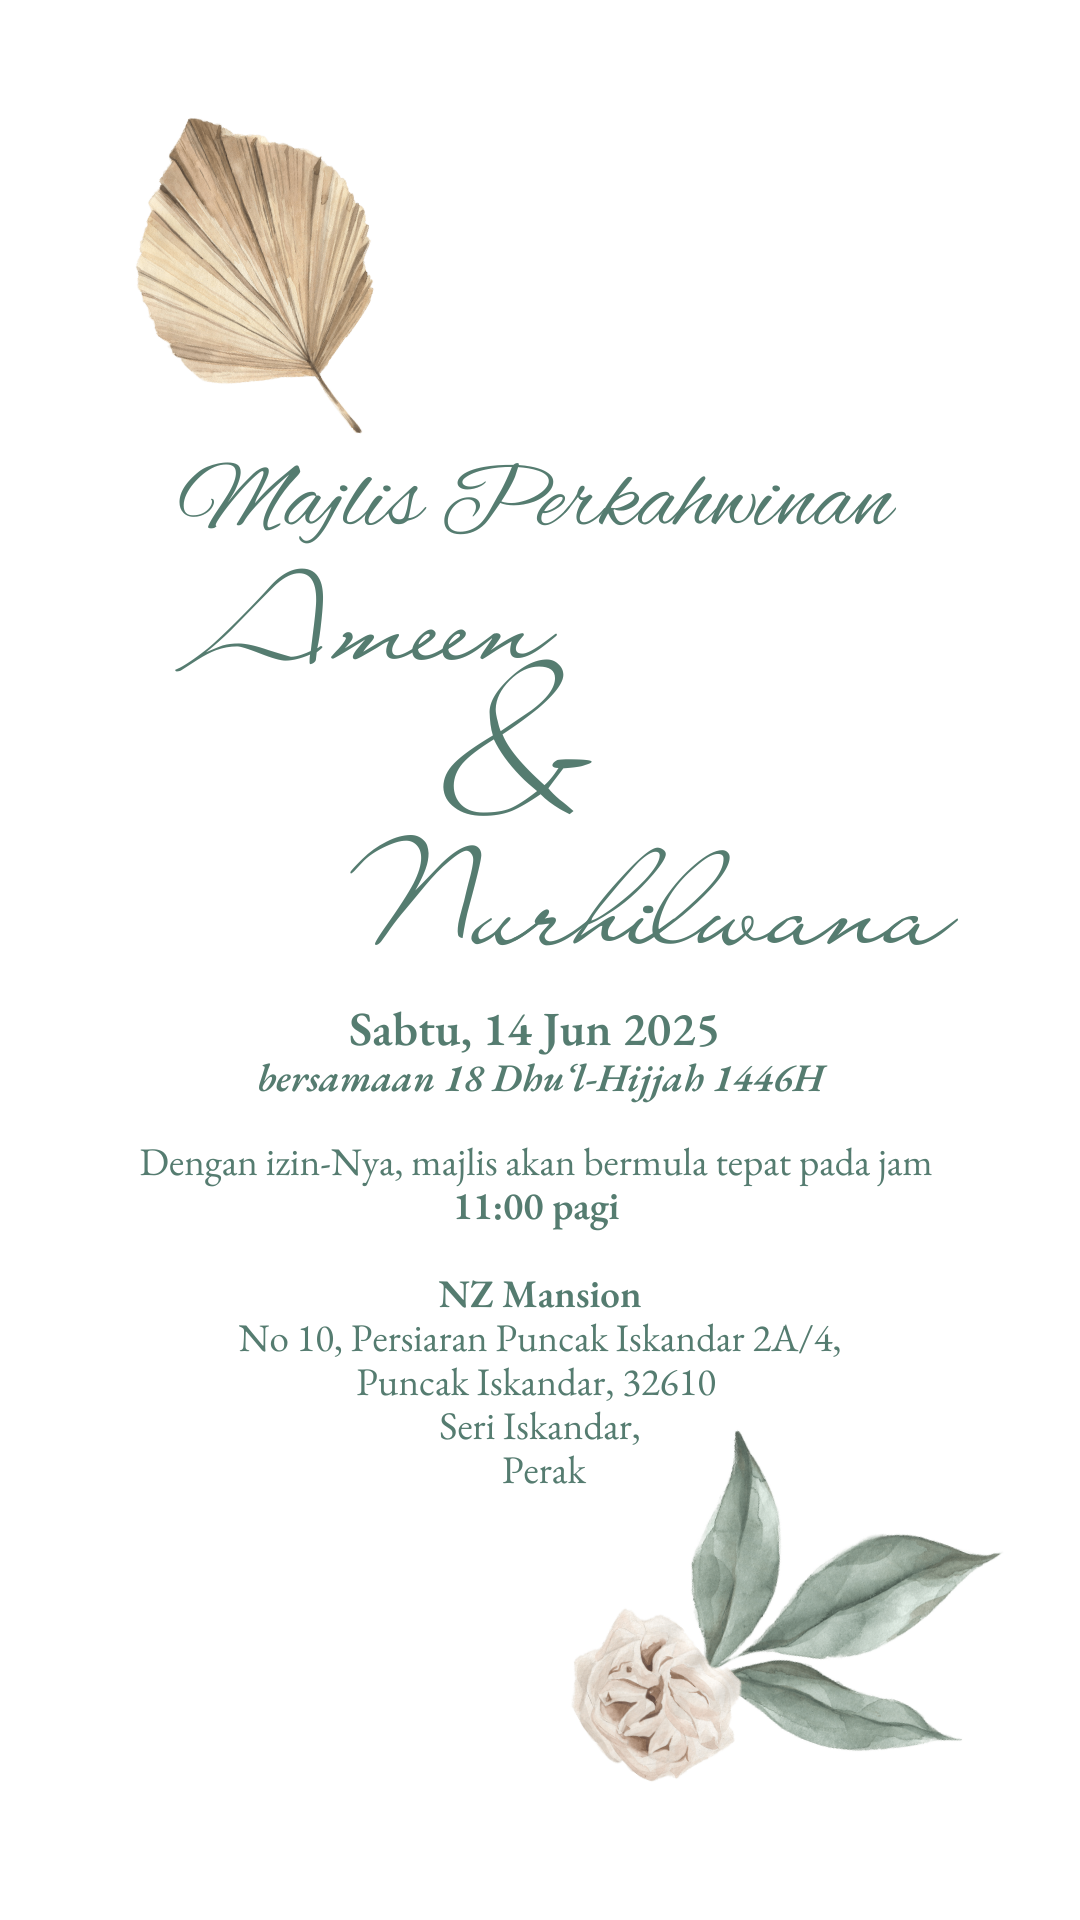 Majlis Perkahwinan
Ameen
&
Nurhilwana
Sabtu, 14 Jun 2025
bersamaan 18 Dhu‘l-Hijjah 1446H
Dengan izin-Nya, majlis akan bermula tepat pada jam
11:00 pagi
NZ Mansion
No 10, Persiaran Puncak Iskandar 2A/4,
Puncak Iskandar, 32610
Seri Iskandar,
Perak